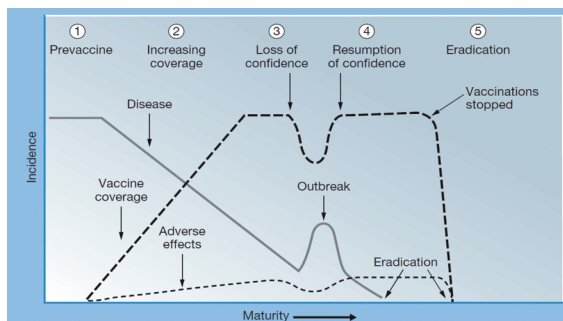 1 2 3 4 5
Prevaccine
Increasing
coverage
Loss of
confidence
Resumption
of confidence
Eradication
Disease
Vaccinations
stopped
Vaccine
coverage
Outbreak
Adverse
effects
Eradication
Incidence
Maturity